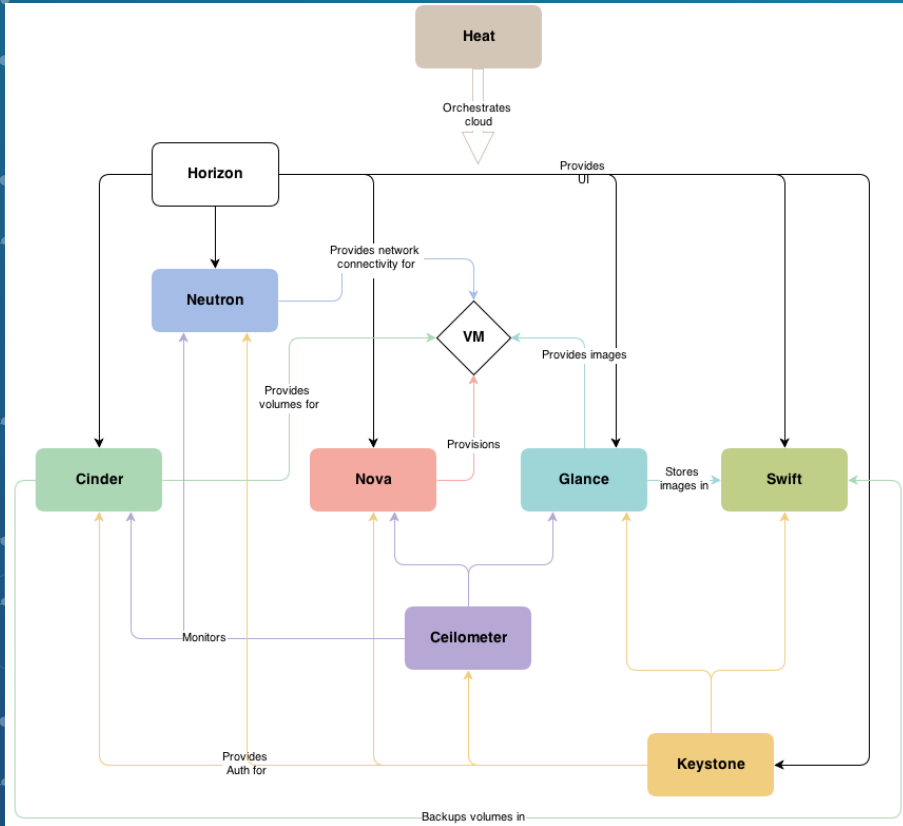 Heat
Orchestrates
cloud
Horizon
Provides
UI
Provides network
connectivity for
Neutron
VM
Provides images
Provides
volumes for
Provisions
Cinder
Nova
Glance
Stores
images in
Swift
Ceilometer
Monitors
Provides
Auth for
Keystone
Backups volumes in